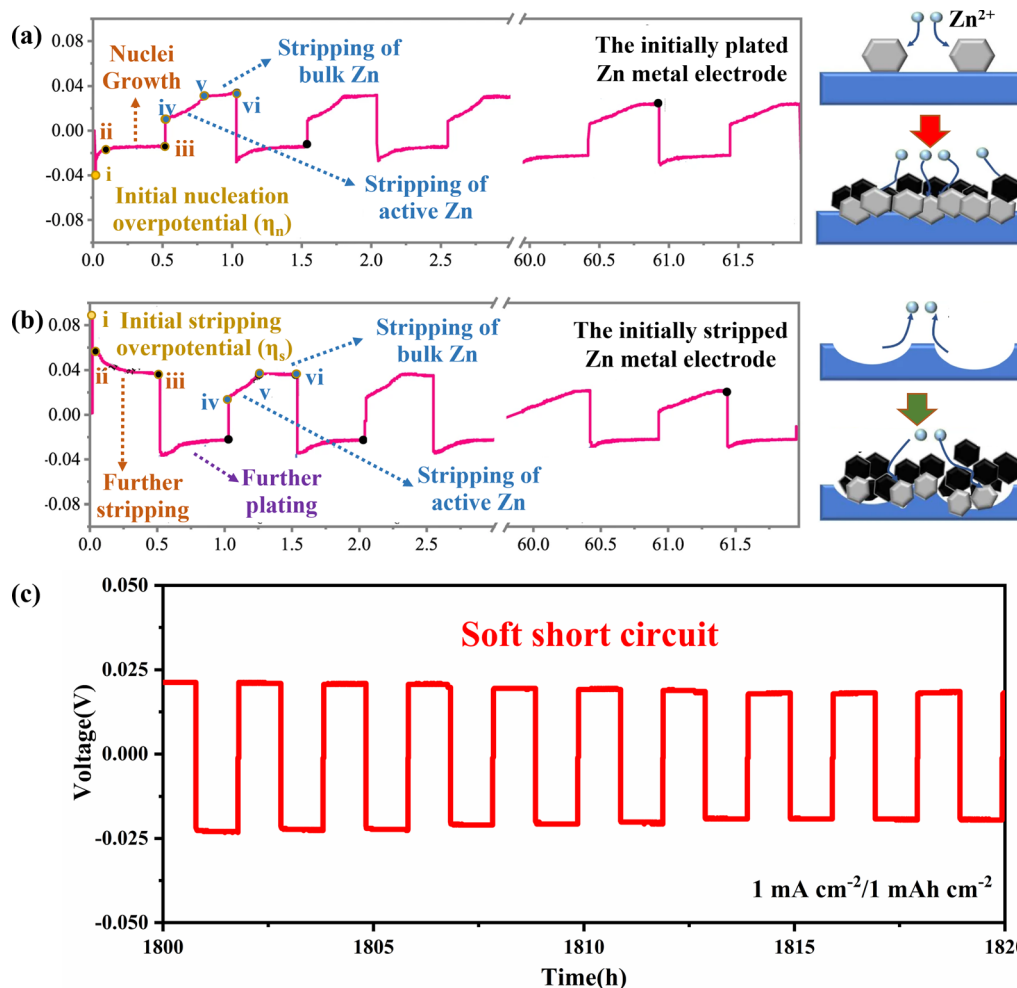 (a)
0.08
0.04
0.00
-0.04
-0.08
Nuclei
Growth
i
ii
iii
iv
v
vi
Stripping of
bulk Zn
Initial nucleation
overpotential (ηn)
Stripping of
active Zn
The initially plated
Zn metal electrode
Zn2+
0.0 0.5 1.0 1.5 2.0 2.5 60.0 60.5 61.0 61.5
(b)
0.08
0.04
0.00
-0.04
-0.08
i
Initial stripping
overpotential (ηs)
ii
iii
iv
v
vi
Stripping of
bulk Zn
The initially stripped
Zn metal electrode
Further
stripping
Further
plating
Stripping of
active Zn
0.0 0.5 1.0 1.5 2.0 2.5 60.0 60.5 61.0 61.5
(c)
0.050
0.025
0.000
-0.025
-0.050
Voltage(V)
Soft short circuit
1 mA cm-2/1 mAh cm-2
1800 1805 1810 1815 182
Time(h)